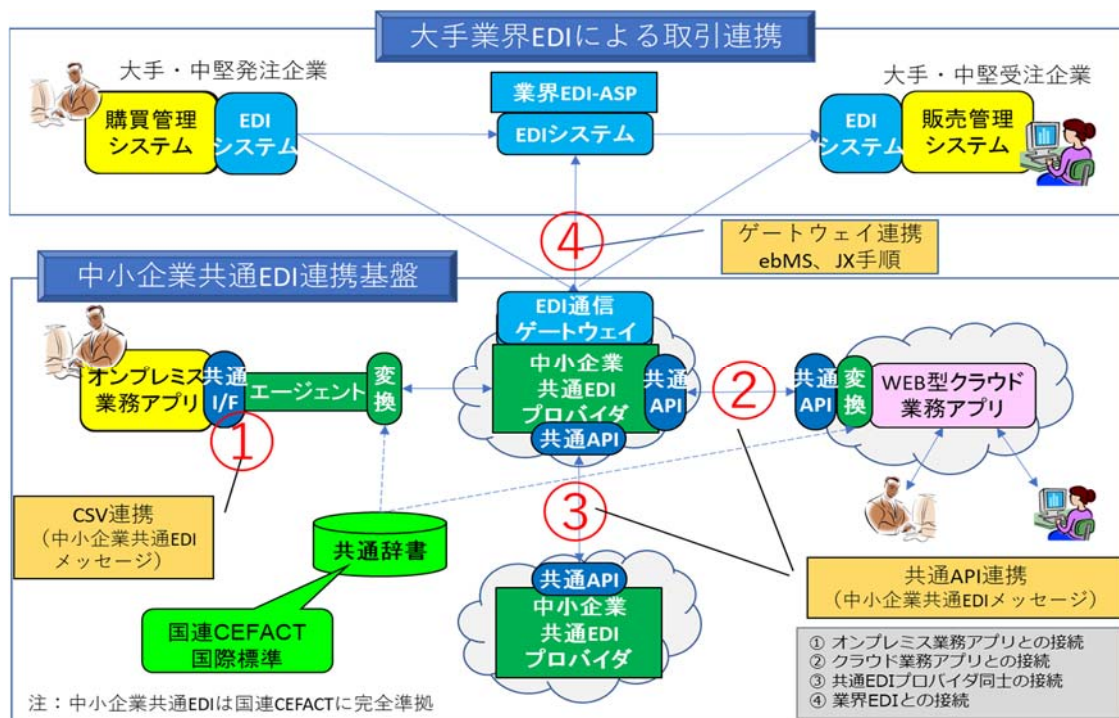 大手業界EDIによる取引連携
大手・中堅発注企業
購買管理
システム
EDI
システム
業界EDI-ASP
EDIシステム
大手・中堅受注企業
EDI
システム
販売管理
システム
④
ゲートウェイ連携
ebMS、JX手順
中小企業共通EDI連携基盤
オンプレミス
業務アプリ
共通
I/F
エージェント
変
換
EDI通信
ゲートウェイ
中小企業
共通EDI
プロバイダ
共通
API
共通API
②
共通
API
変
換
WEB型クラウド
業務アプリ
①
CSV連携
（中小企業共通EDI
メッセージ）
共通辞書
国連CEFACT
国際標準
③
共通API
中小企業
共通EDI
プロバイダ
共通API連携
（中小企業共通EDIメッセージ）
① オンプレミス業務アプリとの接続
② クラウド業務アプリとの接続
③ 共通EDIプロバイダ同士の接続
④ 業界EDIとの接続
注：中小企業共通EDIは国連CEFACTに完全準拠